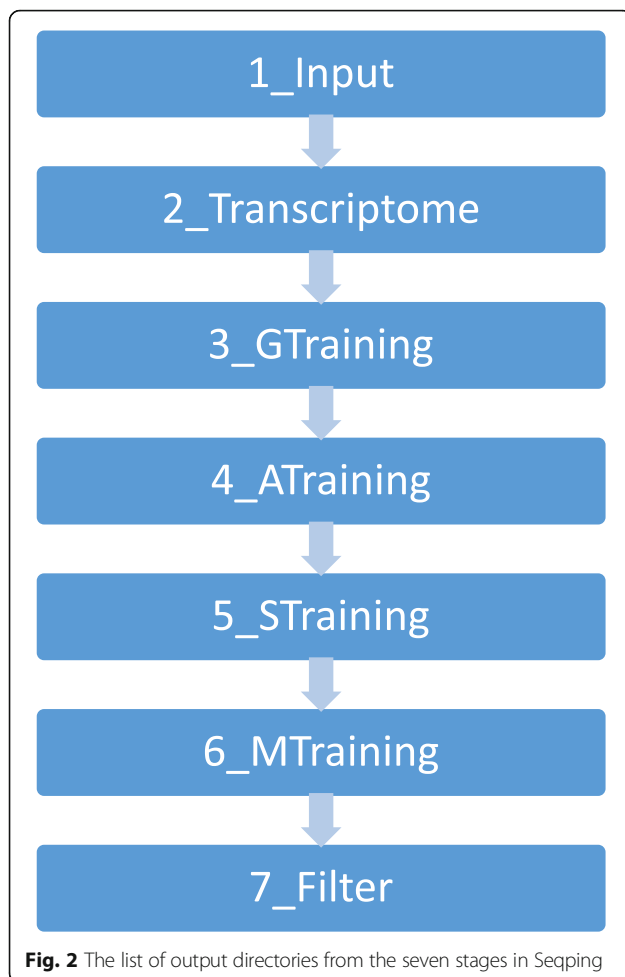 1_Input
2_Transcriptome
3_GTraining
4_ATraining
5_STraining
6_MTraining
7_Filter
Fig. 2 The list of output directories from the seven stages in Seqping